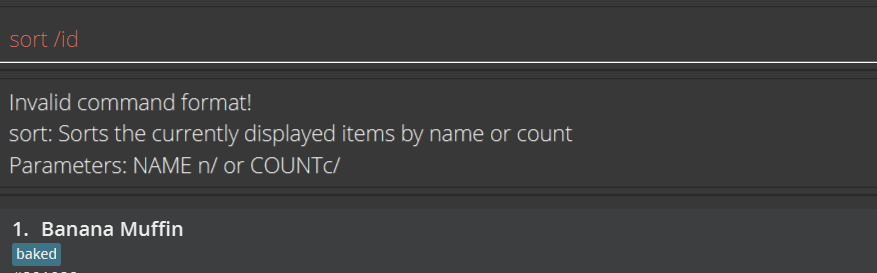 sort /id
Invalid command format!
sort: Sorts the currently displayed items by name or count
Parameters: NAME n/ or COUNTc/
1. Banana Muffin
baked